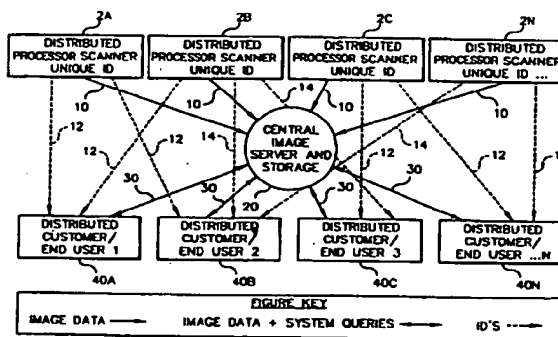 2A 2B 2C 2N
DISTRIBUTED PROCESSOR SCANNER UNIQUE ID
DISTRIBUTED PROCESSOR SCANNER UNIQUE ID
DISTRIBUTED PROCESSOR SCANNER UNIQUE ID
DISTRIBUTED PROCESSOR SCANNER UNIQUE ID ...
10 10 14 10 10
12 12 12 14 14 12
CENTRAL
IMAGE
SERVER AND
STORAGE
30 30 20 30 30
DISTRIBUTED CUSTOMER/ END USER 1
DISTRIBUTED CUSTOMER/ END USER 2
DISTRIBUTED CUSTOMER/ END USER 3
DISTRIBUTED CUSTOMER/ END USER ...N
40A 40B 40C 40N
FIGURE KEY
IMAGE DATA IMAGE DATA + SYSTEM QUERIES ID'S